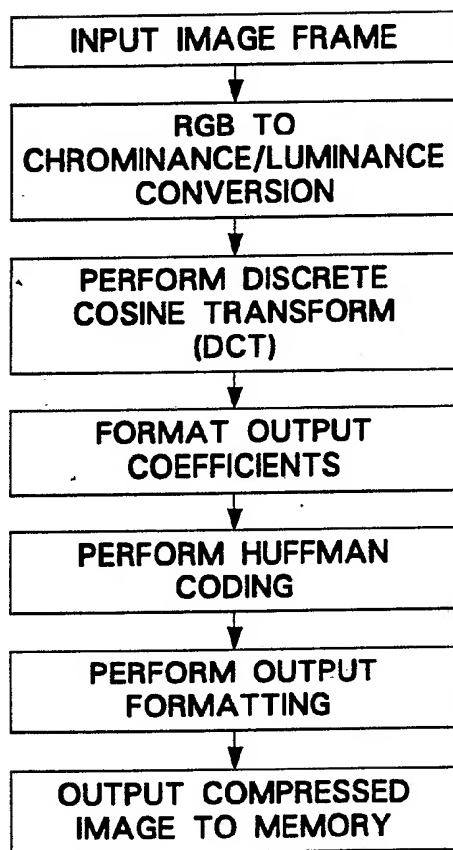 INPUT IMAGE FRAME
RGB TO
CHROMINANCE/LUMINANCE
CONVERSION
PERFORM DISCRETE
COSINE TRANSFORM
(DCT)
FORMAT OUTPUT
COEFFICIENTS
PERFORM HUFFMAN
CODING
PERFORM OUTPUT
FORMATTING
OUTPUT COMPRESSED
IMAGE TO MEMORY